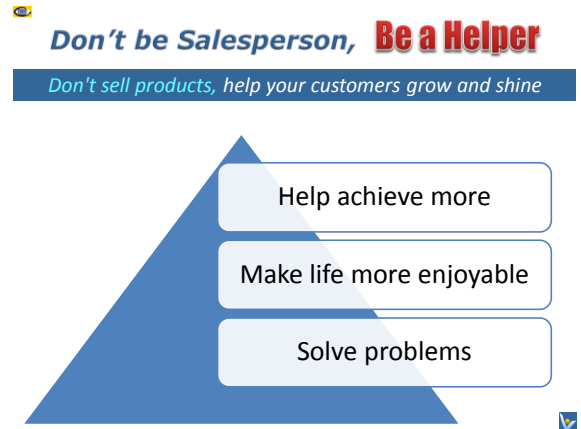 Don't be Salesperson, Be a Helper
Don't sell products, help your customers grow and shine
Help achieve more
Make life more enjoyable
Solve problems